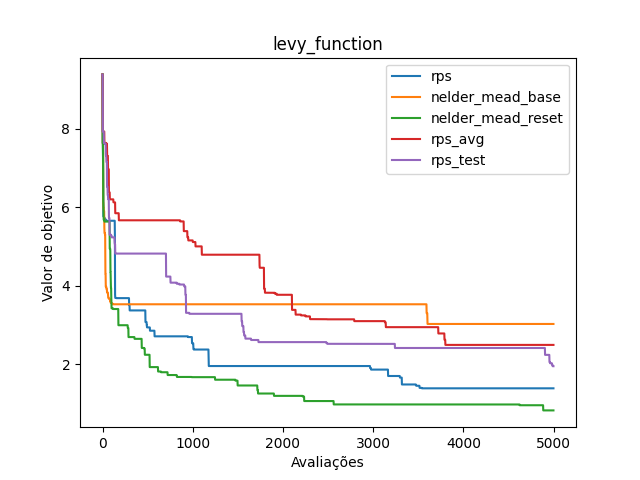 levy_function
rps
nelder_mead_base
nelder_mead_reset
rps_avg
rps_test
Valor de objetivo
8
6
4
2
0 1000 2000 3000 4000 5000
Avaliações